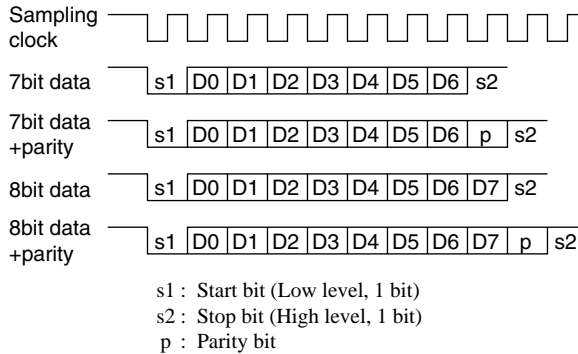 Sampling
clock
7bit data
s1 D0 D1 D2 D3 D4 D5 D6 s2
7bit data
+parity
s1 D0 D1 D2 D3 D4 D5 D6 p s2
8bit data
s1 D0 D1 D2 D3 D4 D5 D6 D7 s2
8bit data
+parity
s1 D0 D1 D2 D3 D4 D5 D6 D7 p s2
s1 : Start bit (Low level, 1 bit)
s2 : Stop bit (High level, 1 bit)
p : Parity bit